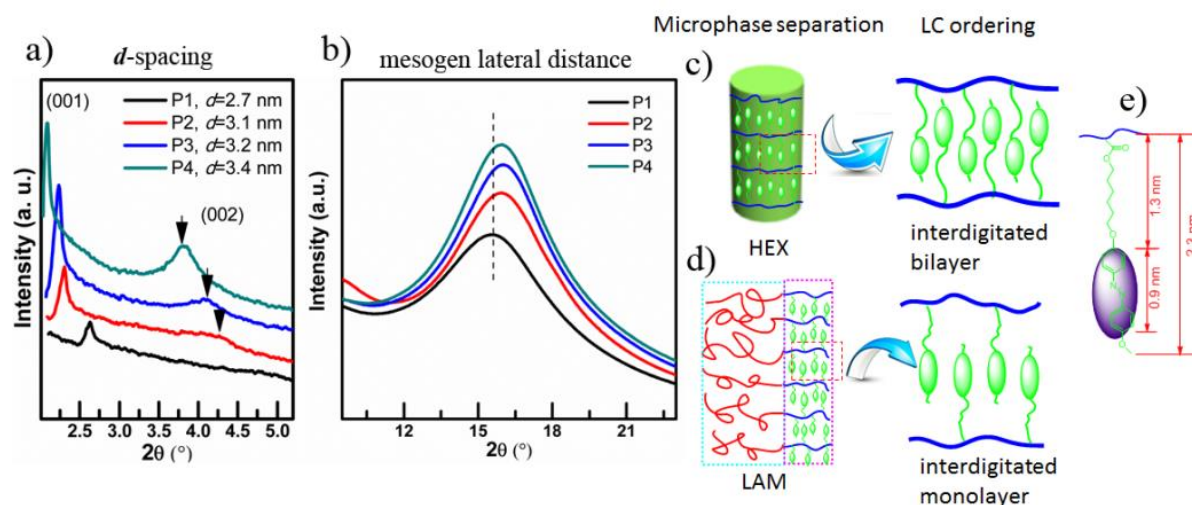 a)
d-spacing
(001)
P1, d=2.7 nm
P2, d=3.1 nm
P3, d=3.2 nm
P4, d=3.4 nm
(002)
Intensity (a. u.)
2.5 3.0 3.5 4.0 4.5 5.0
2θ (°)
b)
mesogen lateral distance
P1
P2
P3
P4
Intensity (a.u.)
12 15 18 21
2θ (°)
Microphase separation
LC ordering
c)
HEX
interdigitated
bilayer
d)
LAM
interdigitated
monolayer
e)
O
O
O
N
O
1.3 nm
0.9 nm
2.3 nm